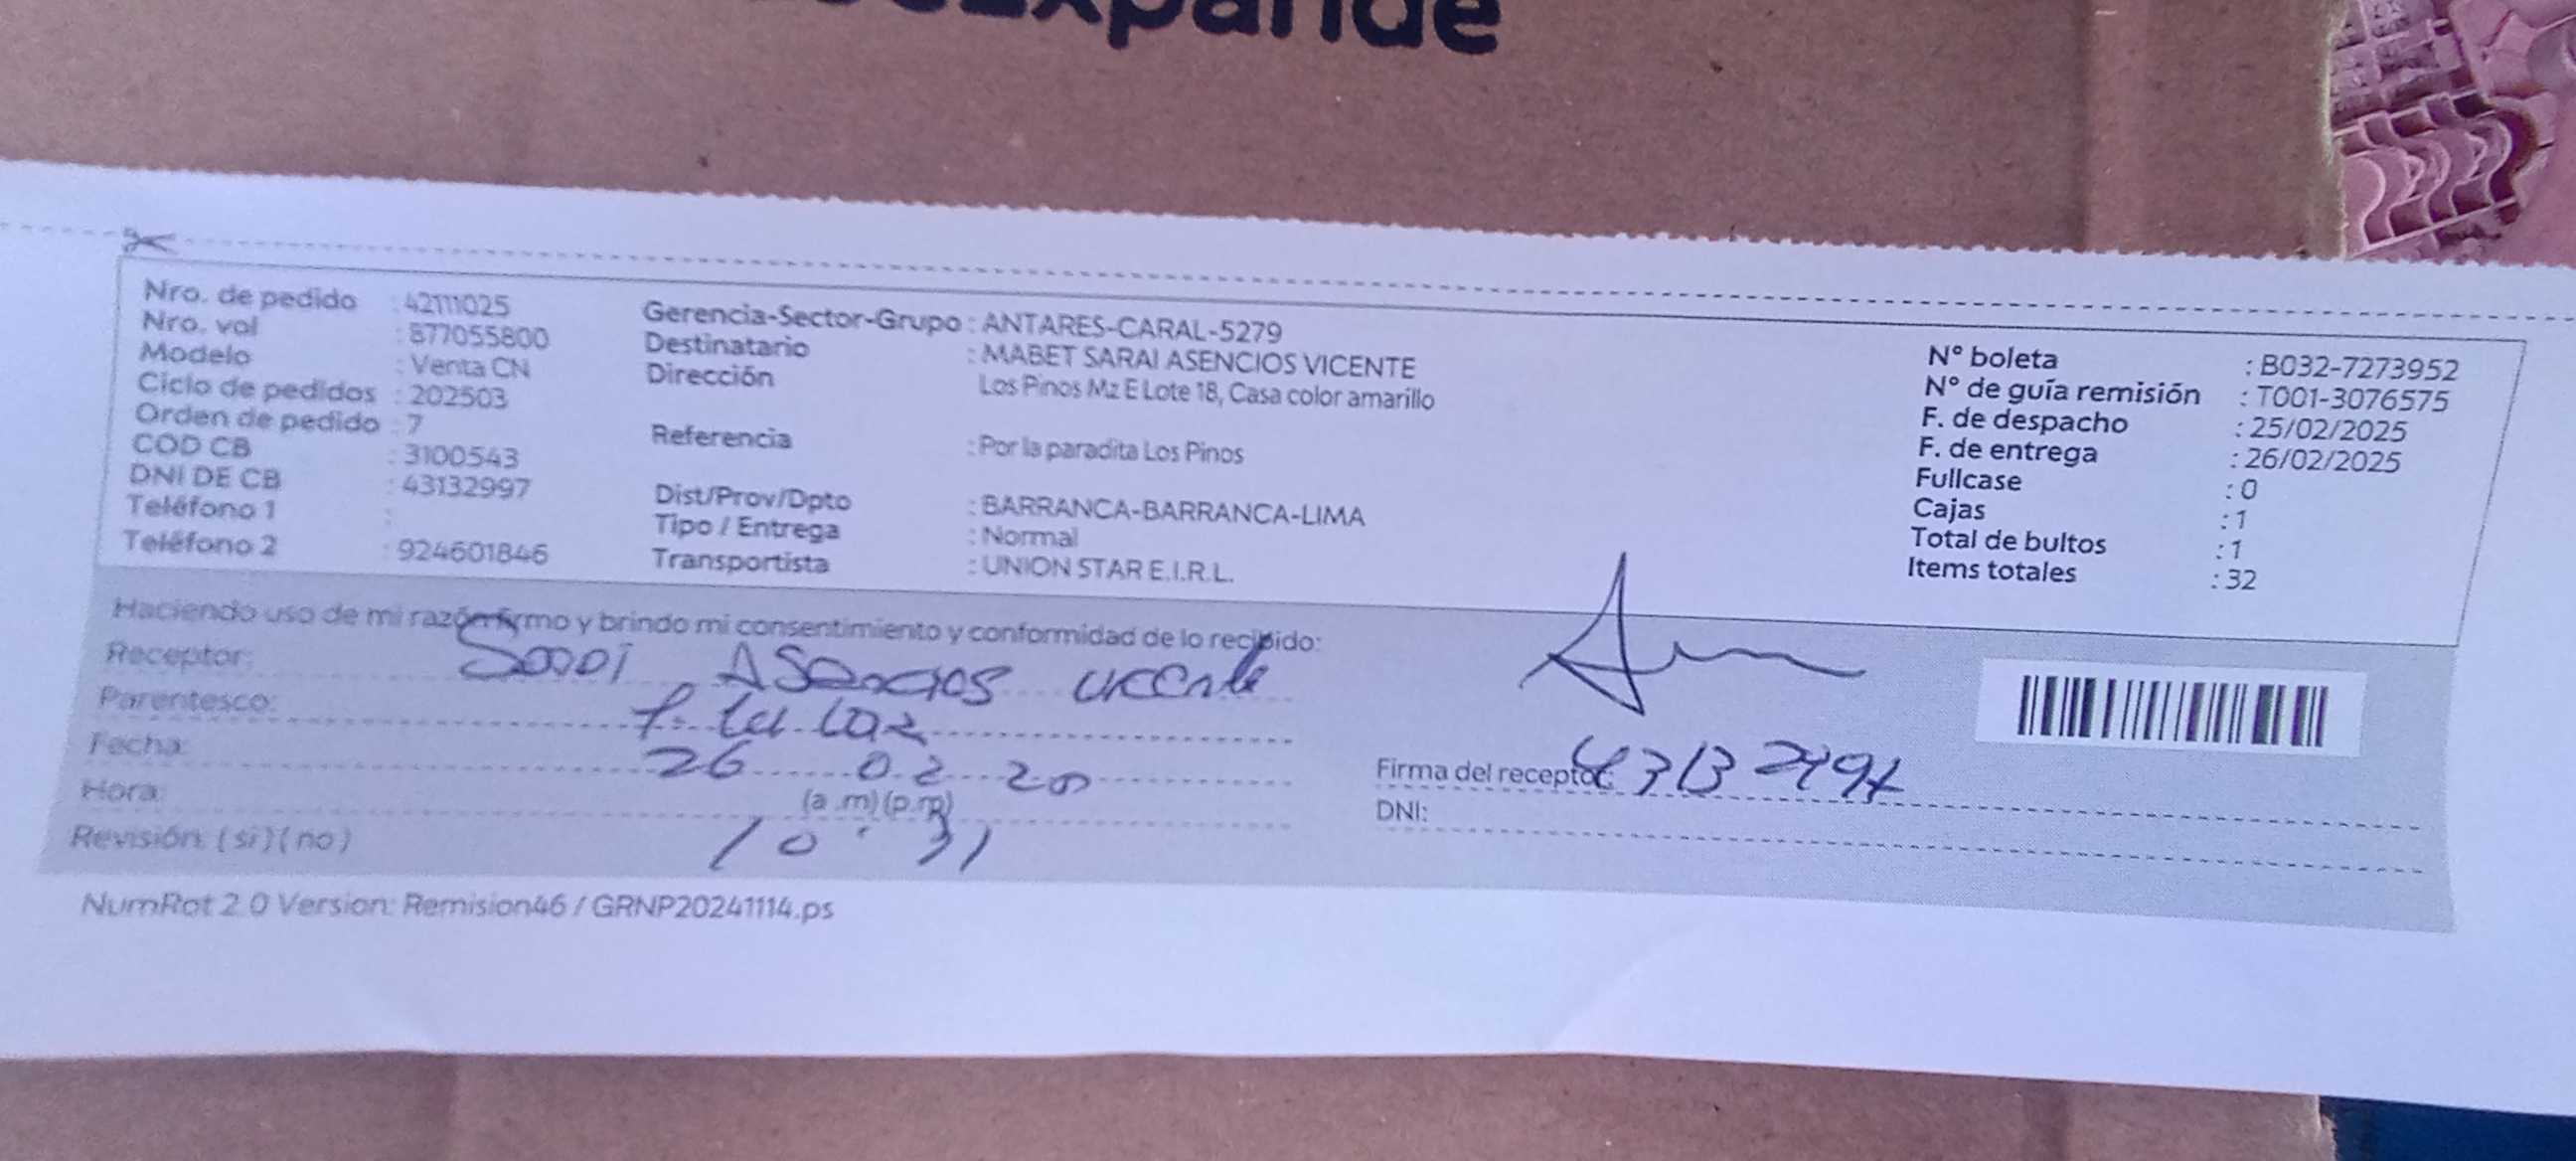 Nro. de pedido : 42111025
Nro. vol : 877055800
Modelo : Venta CN
Ciclo de pedidos : 202503
Orden de pedido : 7
COD CB : 3100543
DNI DE CB : 43132997
Teléfono 1 :
Teléfono 2 : 924601846
Gerencia-Sector-Grupo : ANTARES-CARAL-5279
Destinatario : MABET SARAI ASENCIOS VICENTE
Dirección Los Pinos Mz E Lote 18, Casa color amarillo
Referencia : Por la paradita Los Pinos
Dist/Prov/Dpto : BARRANCA-BARRANCA-LIMA
Tipo / Entrega : Normal
Transportista : UNION STAR E.I.R.L.
N° boleta : B032-7273952
N° de guía remisión : T001-3076575
F. de despacho : 25/02/2025
F. de entrega : 26/02/2025
Fullcase : 0
Cajas : 1
Total de bultos : 1
Items totales : 32
Haciendo uso de mi razón firmo y brindo mi consentimiento y conformidad de lo recibido:
Receptor: Asencios Vicente
Parentesco:
Fecha: 26 02 20
Hora: (a .m) (p.m)
10 : 31
Revisión: ( si ) ( no )
Firma del receptor:
DNI:
NumRot 2.0 Version: Remision46 / GRNP20241114.ps